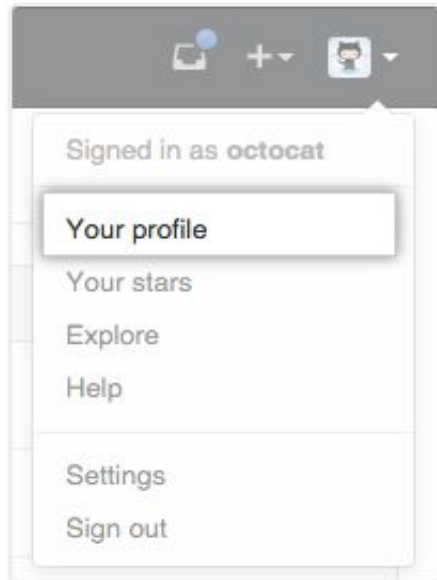 Signed in as octocat
Your profile
Your stars
Explore
Help
Settings
Sign out